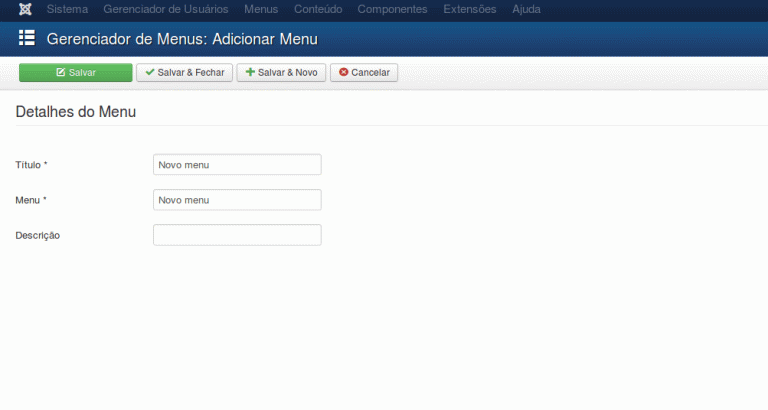 Sistema Gerenciador de Usuários Menus Conteúdo Componentes Extensões Ajuda
Gerenciador de Menus: Adicionar Menu
Salvar Salvar & Fechar Salvar & Novo Cancelar
Detalhes do Menu
Título * Novo menu
Menu * Novo menu
Descrição